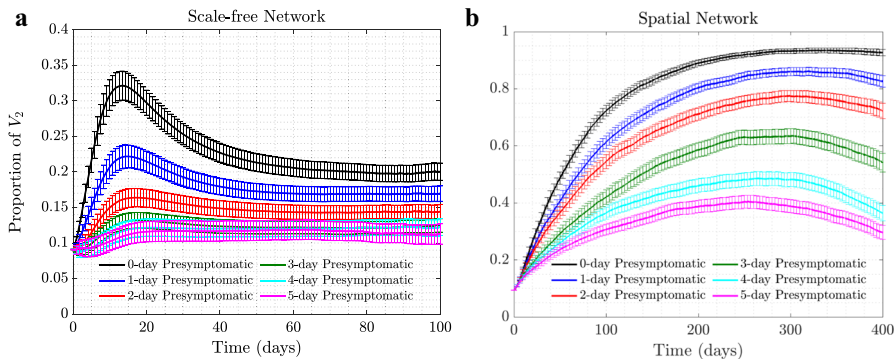 a
Scale-free Network
0.4
0.35
0.3
0.25
0.2
0.15
0.1
0.05
0
Proportion of V₂
0-day Presymptomatic
1-day Presymptomatic
2-day Presymptomatic
3-day Presymptomatic
4-day Presymptomatic
5-day Presymptomatic
0 20 40 60 80 100
Time (days)
b
Spatial Network
1
0.8
0.6
0.4
0.2
0
0-day Presymptomatic
1-day Presymptomatic
2-day Presymptomatic
3-day Presymptomatic
4-day Presymptomatic
5-day Presymptomatic
0 100 200 300 400
Time (days)